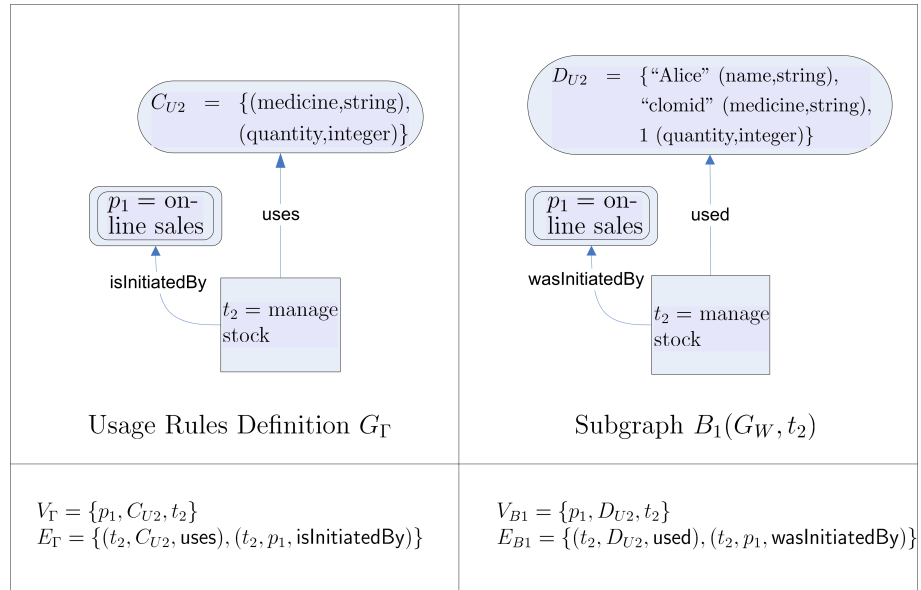 C_{U2} = {(medicine,string),
(quantity,integer)}
p_1 = on-
line sales
uses
isInitiatedBy
t_2 = manage
stock
Usage Rules Definition G_Γ
D_{U2} = {“Alice” (name,string),
“clomid” (medicine,string),
1 (quantity,integer)}
p_1 = on-
line sales
used
wasInitiatedBy
t_2 = manage
stock
Subgraph B_1(G_W, t_2)
V_Γ = {p_1, C_{U2}, t_2}
E_Γ = {(t_2, C_{U2}, uses), (t_2, p_1, isInitiatedBy)}
V_{B1} = {p_1, D_{U2}, t_2}
E_{B1} = {(t_2, D_{U2}, used), (t_2, p_1, wasInitiatedBy)}